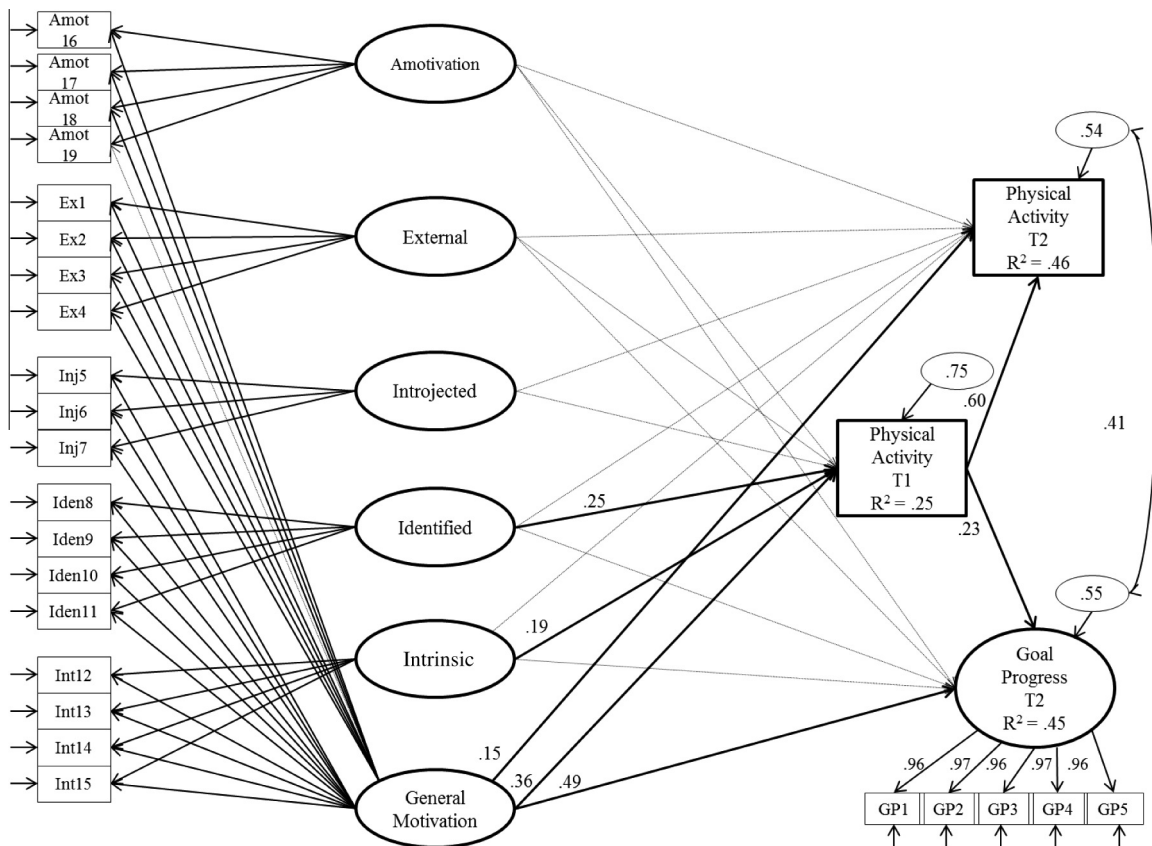 Amot
16
Amot
17
Amot
18
Amot
19
Ex1
Ex2
Ex3
Ex4
Inj5
Inj6
Inj7
Iden8
Iden9
Iden10
Iden11
Int12
Int13
Int14
Int15
Amotivation
External
Introjected
Identified
Intrinsic
General
Motivation
.25
.19
.15
.36
.49
.54
Physical
Activity
T2
R² = .46
.75
.60
Physical
Activity
T1
R² = .25
.23
.41
.55
Goal
Progress
T2
R² = .45
.96
.97
.96
.97
.96
GP1
GP2
GP3
GP4
GP5